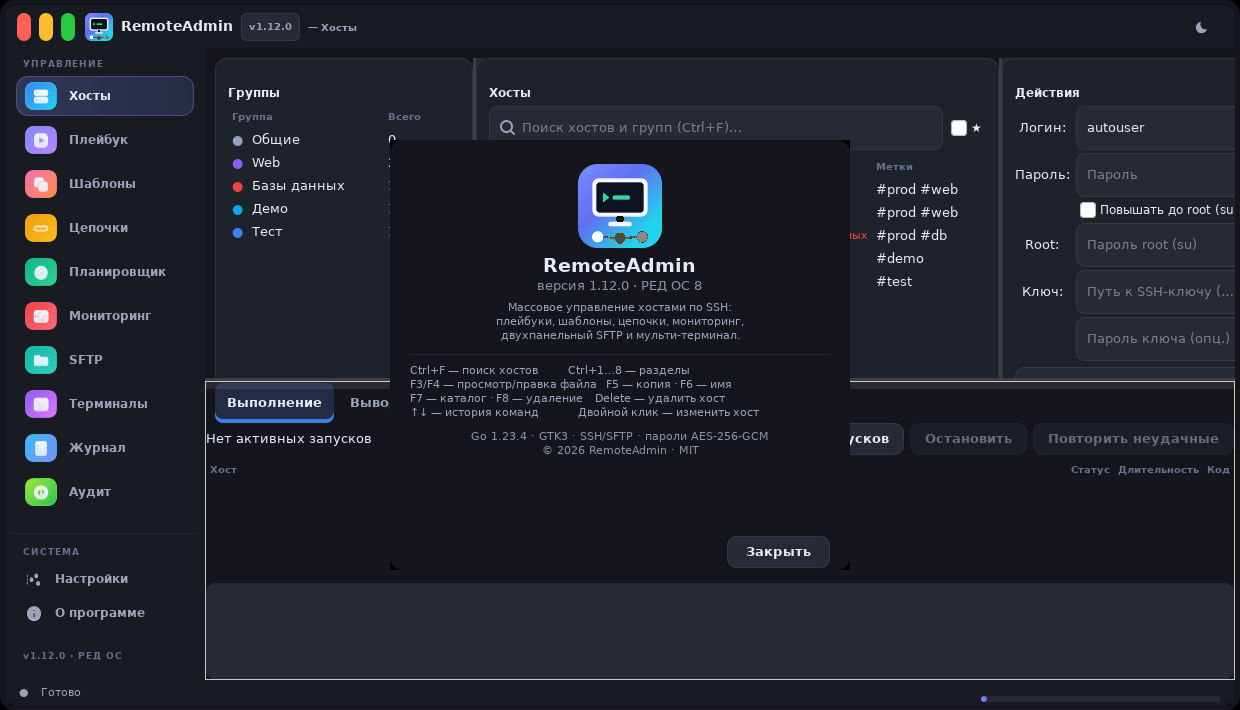 RemoteAdmin v1.12.0 — Хосты
УПРАВЛЕНИЕ
Хосты
Плейбук
Шаблоны
Цепочки
Планировщик
Мониторинг
SFTP
Терминалы
Журнал
Аудит
СИСТЕМА
Настройки
О программе
v1.12.0 · РЕД ОС
Готово
Группы
Группа Всего
Общие 0
Web
Базы данных
Демо
Тест
Хосты
Поиск хостов и групп (Ctrl+F)...
★
Метки
#prod #web
#prod #web
ных #prod #db
#demo
#test
Действия
Логин: autouser
Пароль: Пароль
Повышать до root (su
Root: Пароль root (su)
Ключ: Путь к SSH-ключу (...
Пароль ключа (опц.)
RemoteAdmin
версия 1.12.0 · РЕД ОС 8
Массовое управление хостами по SSH:
плейбуки, шаблоны, цепочки, мониторинг,
двухпанельный SFTP и мульти-терминал.
Ctrl+F — поиск хостов Ctrl+1...8 — разделы
F3/F4 — просмотр/правка файла F5 — копия · F6 — имя
F7 — каталог · F8 — удаление Delete — удалить хост
↑↓ — история команд Двойной клик — изменить хост
Go 1.23.4 · GTK3 · SSH/SFTP · пароли AES-256-GCM
© 2026 RemoteAdmin · MIT
Закрыть
Выполнение Выво
Нет активных запусков
усков Остановить Повторить неудачные
Хост Статус Длительность Код